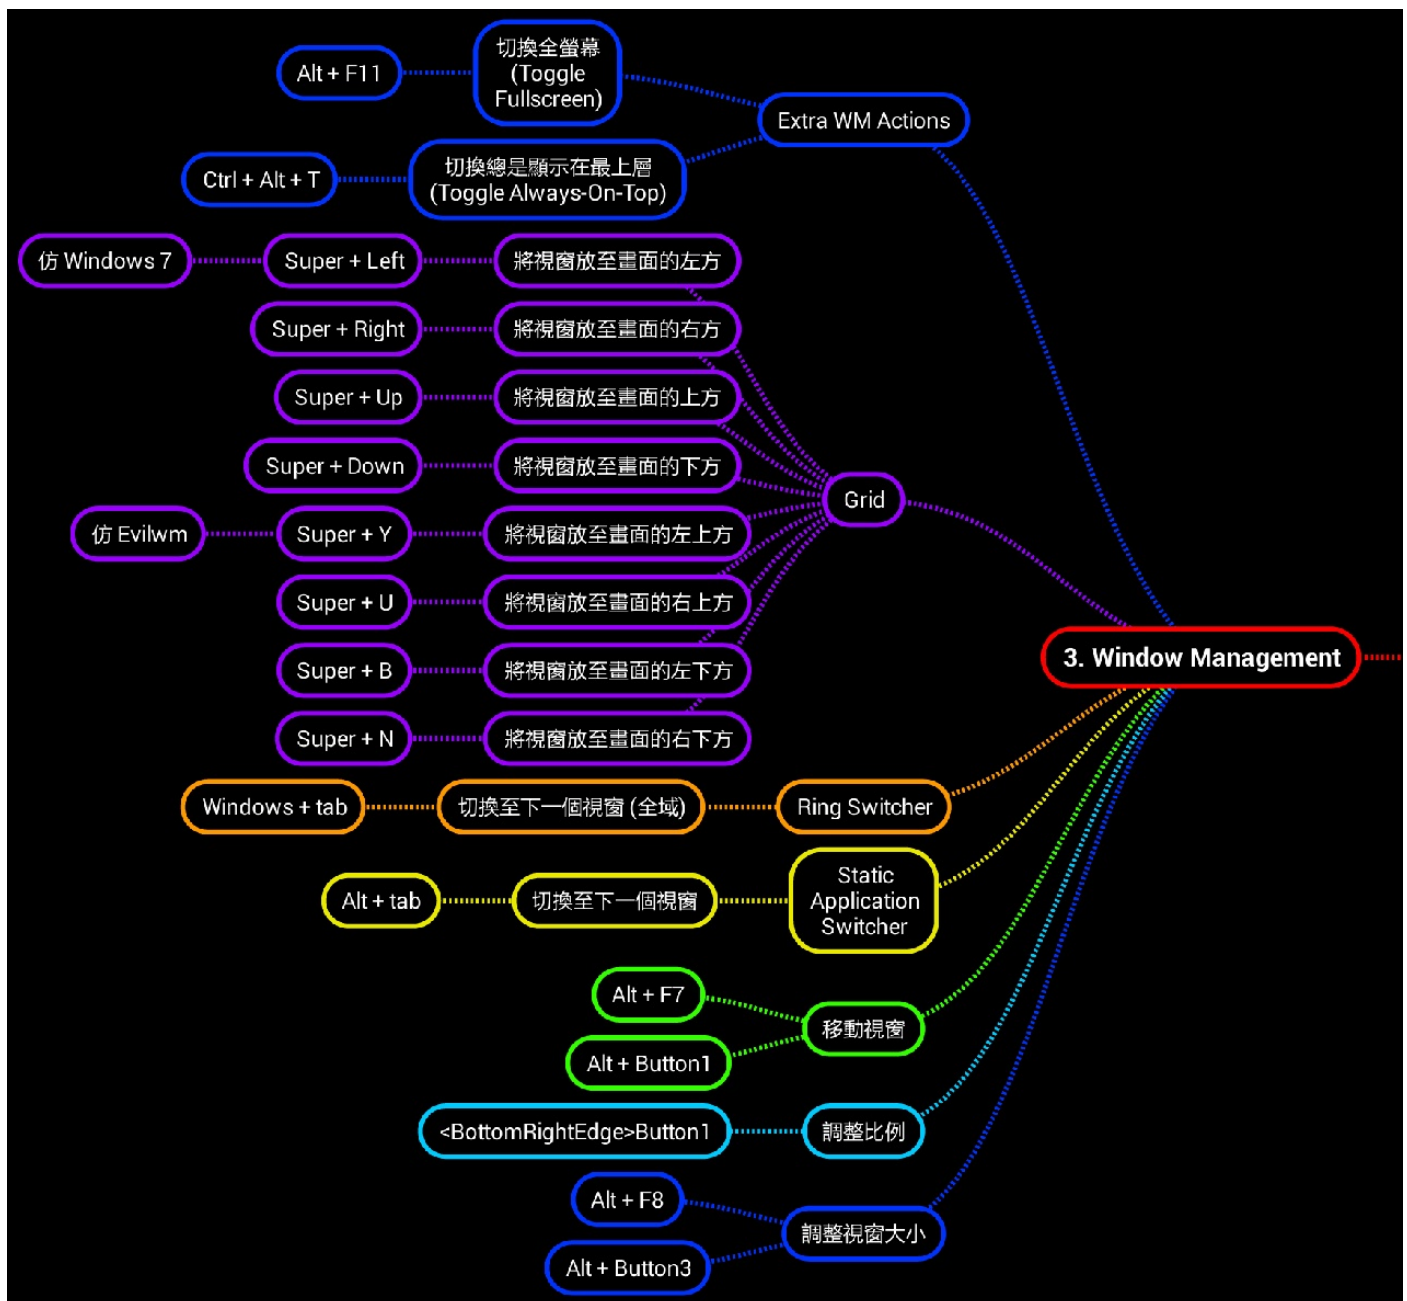 Alt + F11
切換全螢幕
(Toggle
Fullscreen)
Extra WM Actions
Ctrl + Alt + T
切換總是顯示在最上層
(Toggle Always-On-Top)
仿 Windows 7
Super + Left
將視窗放至畫面的左方
Super + Right
將視窗放至畫面的右方
Super + Up
將視窗放至畫面的上方
Super + Down
將視窗放至畫面的下方
Grid
仿 Evilwm
Super + Y
將視窗放至畫面的左上方
Super + U
將視窗放至畫面的右上方
3. Window Management
Super + B
將視窗放至畫面的左下方
Super + N
將視窗放至畫面的右下方
Windows + tab
切換至下一個視窗 (全域)
Ring Switcher
Alt + tab
切換至下一個視窗
Static
Application
Switcher
Alt + F7
移動視窗
Alt + Button1
<BottomRightEdge>Button1
調整比例
Alt + F8
調整視窗大小
Alt + Button3